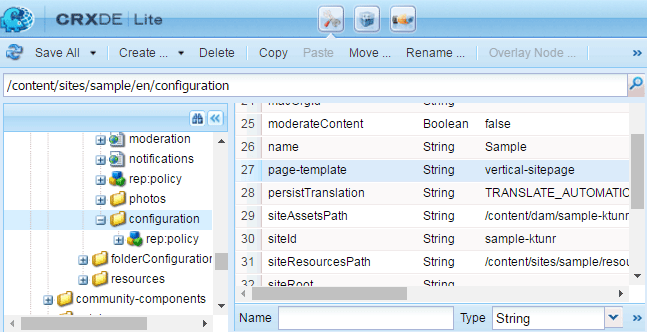 CRXDE | Lite
Save All Create ... Delete Copy Paste Move ... Rename ... Overlay Node ... »
/content/sites/sample/en/configuration
moderation
notifications
rep:policy
photos
configuration
rep:policy
folderConfiguration
resources
community-components
String
25 moderateContent Boolean false
26 name String Sample
27 page-template String vertical-sitepage
28 persistTranslation String TRANSLATE_AUTOMATIC
29 siteAssetsPath String /content/dam/sample-ktunr
30 siteId String sample-ktunr
31 siteResourcesPath String /content/sites/sample/resou
32 siteRoot String
Name Type String »